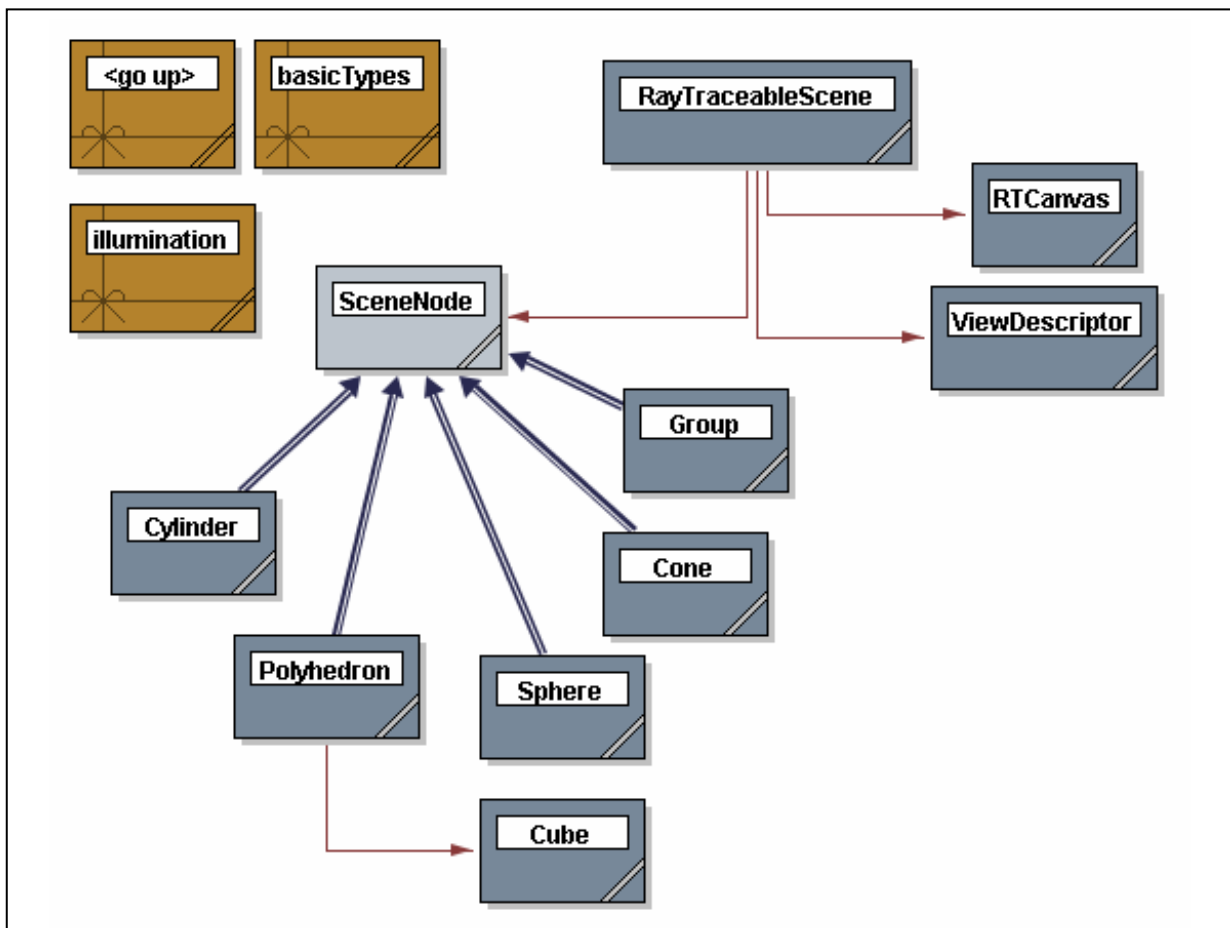 <go up>
basicTypes
RayTraceableScene
RTCanvas
illumination
SceneNode
ViewDescriptor
Group
Cylinder
Cone
Polyhedron
Sphere
Cube